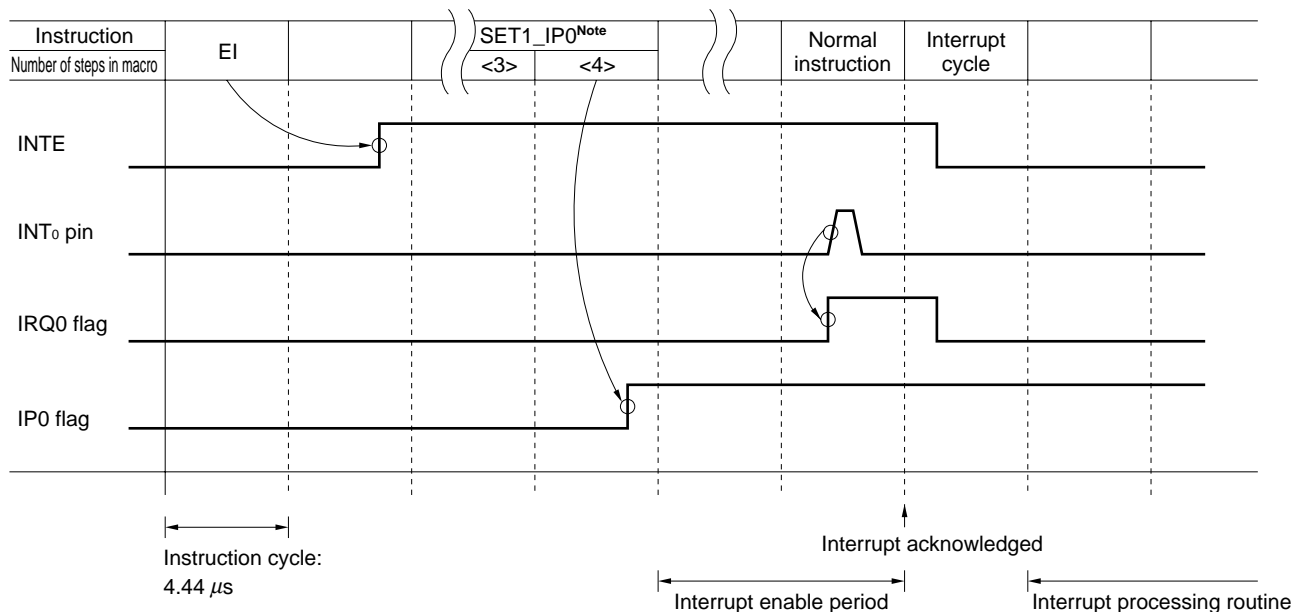 Instruction
Number of steps in macro
EI
SET1_IP0Note
<3>
<4>
Normal
instruction
Interrupt
cycle
INTE
INT0 pin
IRQ0 flag
IP0 flag
Instruction cycle:
4.44 μs
Interrupt acknowledged
Interrupt enable period
Interrupt processing routine